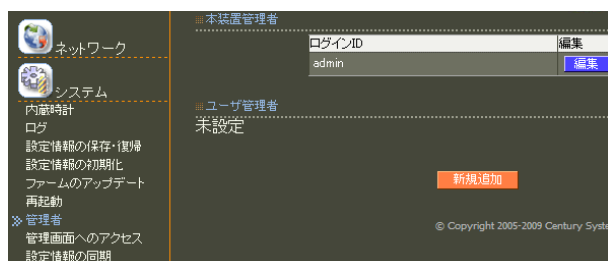 ネットワーク
システム
内蔵時計
ログ
設定情報の保存・復帰
設定情報の初期化
ファームのアップデート
再起動
管理者
管理画面へのアクセス
設定情報の同期
本装置管理者
ログインID 編集
admin 編集
ユーザ管理者
未設定
新規追加
© Copyright 2005-2009 Century Syste